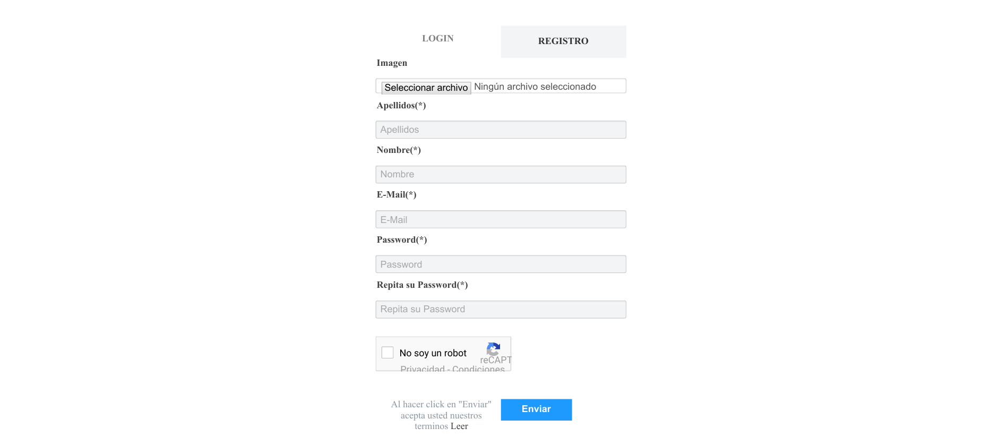 LOGIN
REGISTRO
Imagen
Seleccionar archivo Ningún archivo seleccionado
Apellidos(*)
Apellidos
Nombre(*)
Nombre
E-Mail(*)
E-Mail
Password(*)
Password
Repita su Password(*)
Repita su Password
No soy un robot
reCAPT
Privacidad - Condiciones
Al hacer click en "Enviar"
acepta usted nuestros
terminos Leer
Enviar